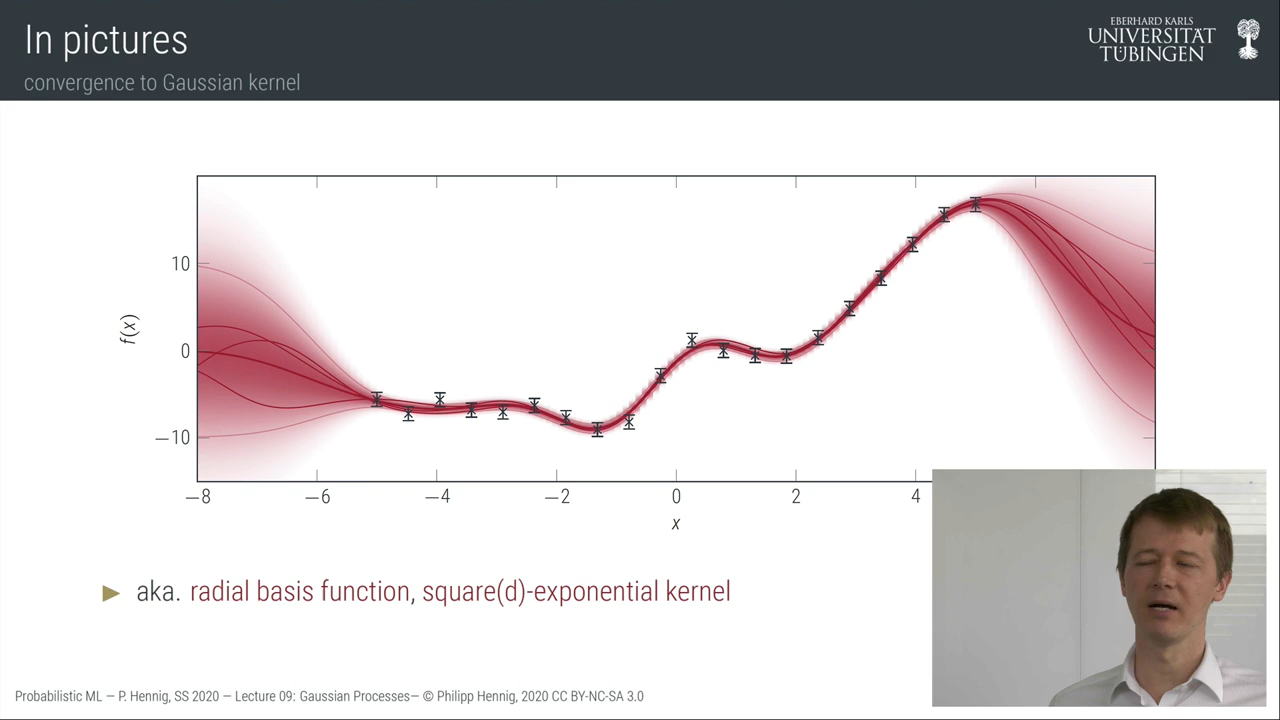 In pictures
convergence to Gaussian kernel
EBERHARD KARLS
UNIVERSITÄT
TÜBINGEN
10
0
−10
f(x)
−8 −6 −4 −2 0 2 4
x
► aka. radial basis function, square(d)-exponential kernel
Probabilistic ML — P. Hennig, SS 2020 — Lecture 09: Gaussian Processes— © Philipp Hennig, 2020 CC BY-NC-SA 3.0